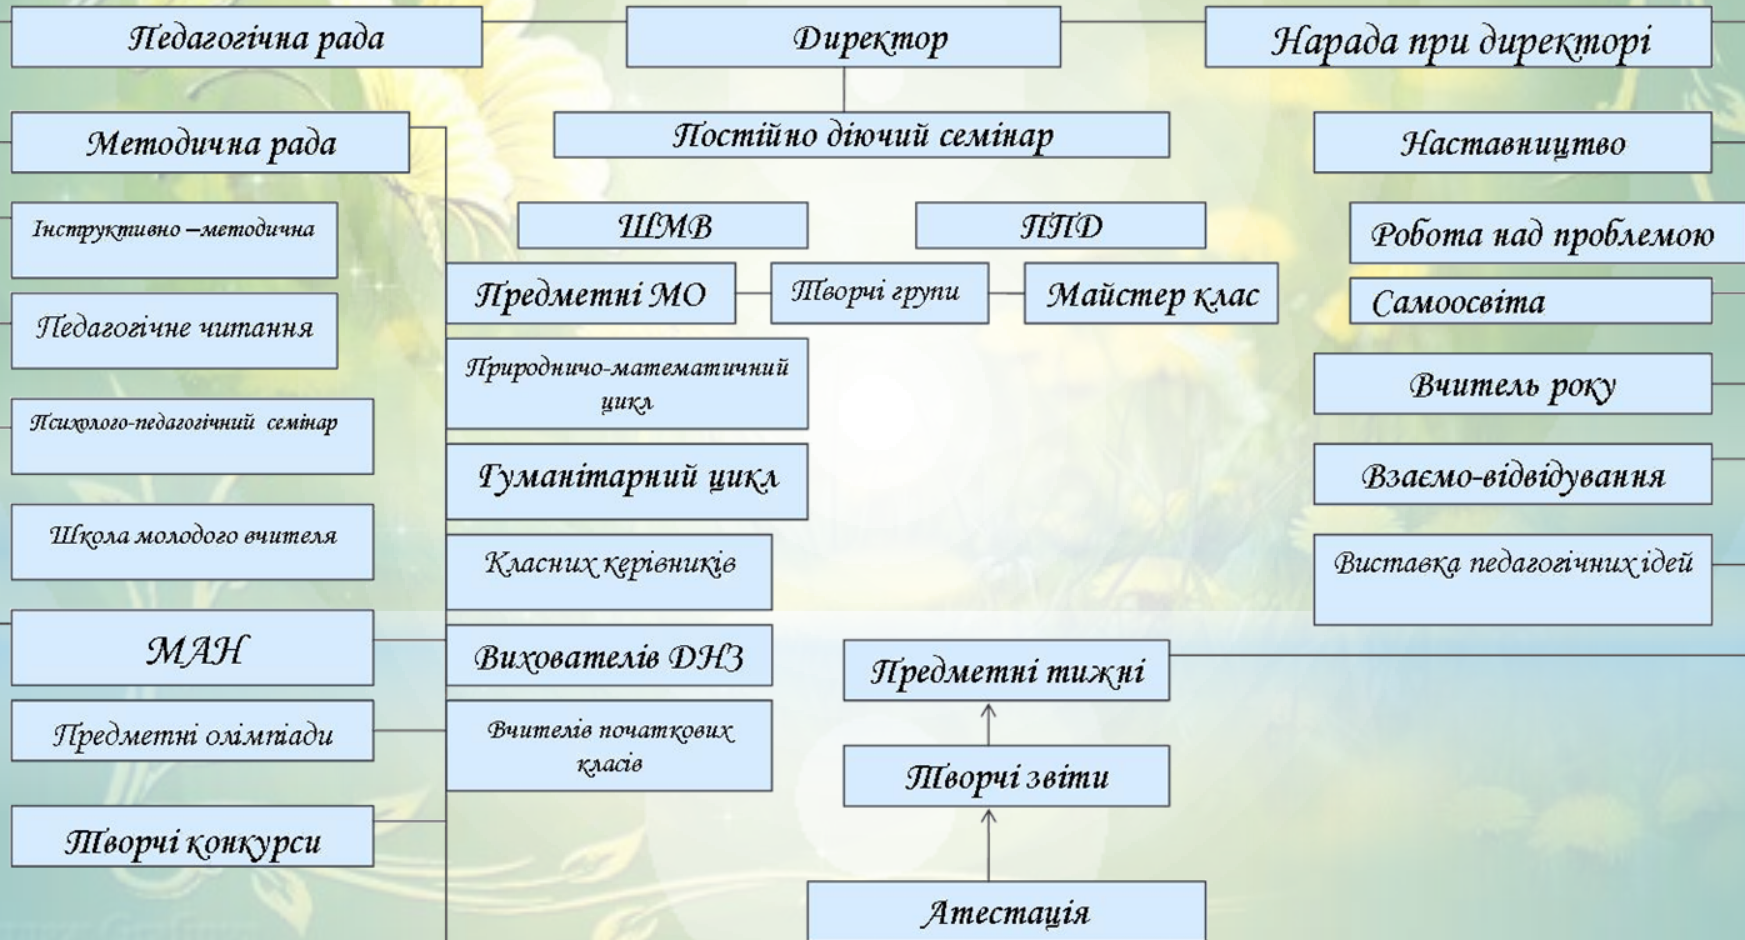 Педагогічна рада
Директор
Нарада при директорі
Методична рада
Постійно діючий семінар
Наставництво
Інструктивно –методична
ШМВ
ППД
Робота над проблемою
Педагогічне читання
Предметні МО
Творчі групи
Майстер клас
Самоосвіта
Природничо-математичний
цикл
Вчитель року
Психолого-педагогічний семінар
Гуманітарний цикл
Взаємо-відвідування
Школа молодого вчителя
Класних керівників
Виставка педагогічних ідей
МАН
Вихователів ДНЗ
Предметні тижні
Предметні олімпіади
Вчителів початкових
класів
Творчі звіти
Творчі конкурси
Атестація